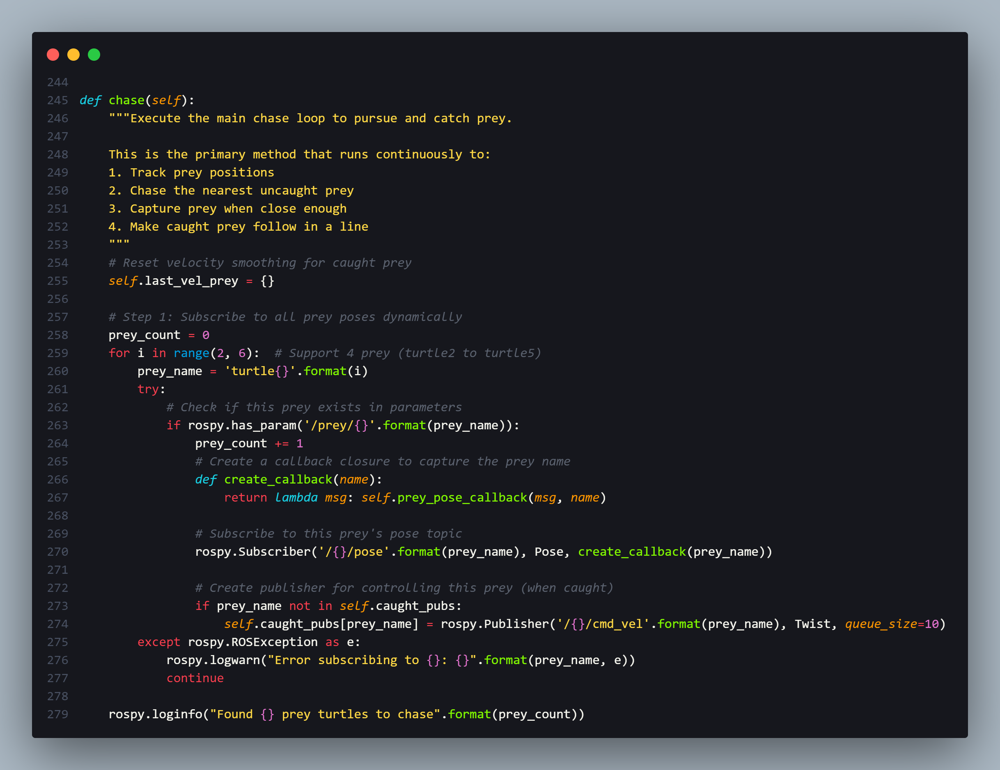 244
245 def chase(self):
246     """Execute the main chase loop to pursue and catch prey.
247
248     This is the primary method that runs continuously to:
249     1. Track prey positions
250     2. Chase the nearest uncaught prey
251     3. Capture prey when close enough
252     4. Make caught prey follow in a line
253     """
254     # Reset velocity smoothing for caught prey
255     self.last_vel_prey = {}
256
257     # Step 1: Subscribe to all prey poses dynamically
258     prey_count = 0
259     for i in range(2, 6):  # Support 4 prey (turtle2 to turtle5)
260         prey_name = 'turtle{}'.format(i)
261         try:
262             # Check if this prey exists in parameters
263             if rospy.has_param('/prey/{}'.format(prey_name)):
264                 prey_count += 1
265                 # Create a callback closure to capture the prey name
266                 def create_callback(name):
267                     return lambda msg: self.prey_pose_callback(msg, name)
268
269                 # Subscribe to this prey's pose topic
270                 rospy.Subscriber('/{}/pose'.format(prey_name), Pose, create_callback(prey_name))
271
272                 # Create publisher for controlling this prey (when caught)
273                 if prey_name not in self.caught_pubs:
274                     self.caught_pubs[prey_name] = rospy.Publisher('/{}/cmd_vel'.format(prey_name), Twist, queue_size=10)
275         except rospy.ROSException as e:
276             rospy.logwarn("Error subscribing to {}: {}".format(prey_name, e))
277             continue
278
279     rospy.loginfo("Found {} prey turtles to chase".format(prey_count))